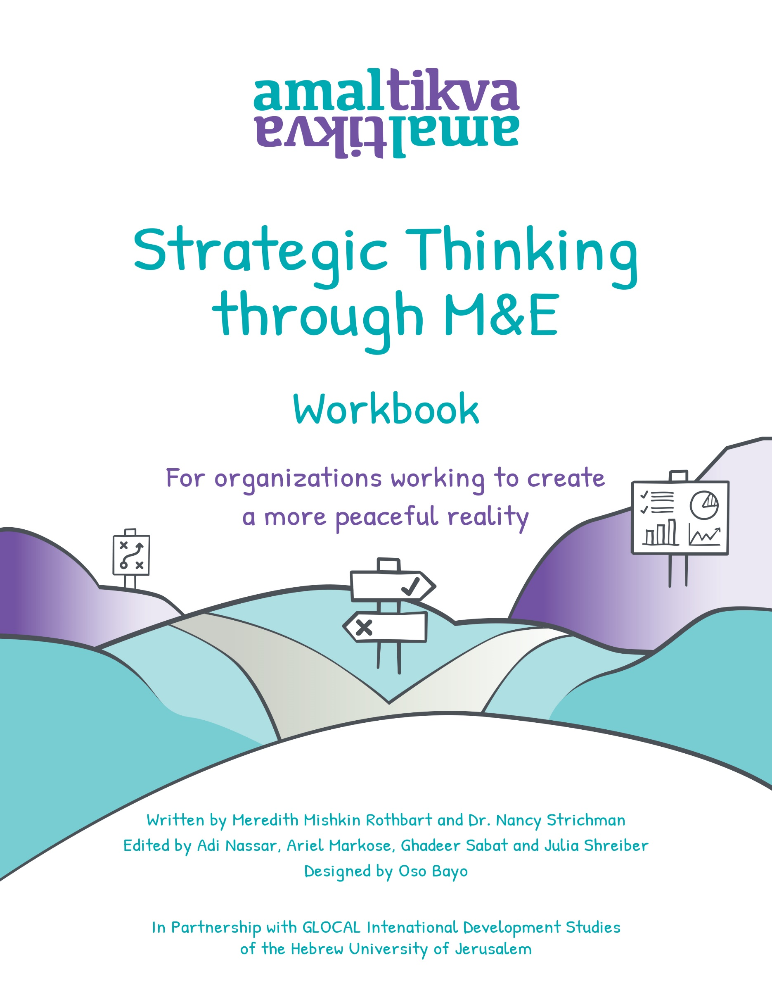 amaltikva
amaltikva
Strategic Thinking
through M&E
Workbook
For organizations working to create
a more peaceful reality
Written by Meredith Mishkin Rothbart and Dr. Nancy Strichman
Edited by Adi Nassar, Ariel Markose, Ghadeer Sabat and Julia Shreiber
Designed by Oso Bayo
In Partnership with GLOCAL Intenational Development Studies
of the Hebrew University of Jerusalem